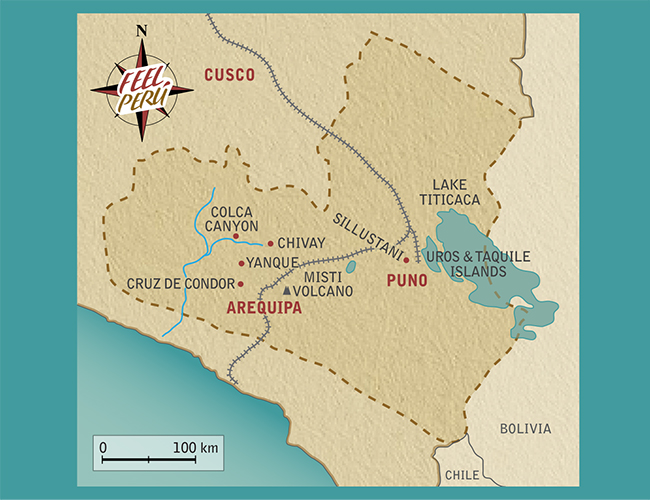 N
FEEL
PERÚ
CUSCO
LAKE
TITICACA
COLCA
CANYON
CHIVAY
SILLUSTANI
YANQUE
UROS & TAQUILE
ISLANDS
CRUZ DE CONDOR
MISTI
VOLCANO
PUNO
AREQUIPA
BOLIVIA
0 100 km
CHILE